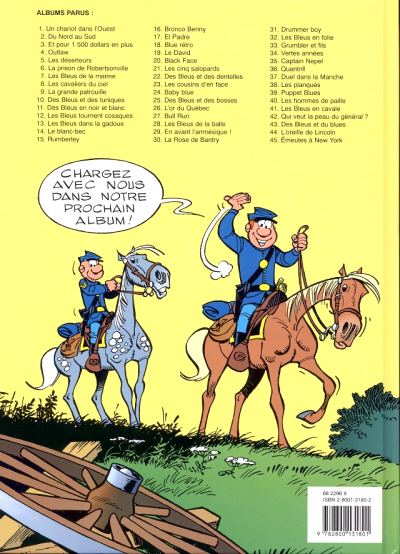 ALBUMS PARUS :
1. Un chariot dans l'Ouest
2. Du Nord au Sud
3. Et pour 1 500 dollars en plus
4. Outlaw
5. Les déserteurs
6. La prison de Robertsonville
7. Les Bleus de la marine
8. Les cavaliers du ciel
9. La grande patrouille
10. Des Bleus et des tuniques
11. Des Bleus en noir et blanc
12. Les Bleus tournent cosaques
13. Les Bleus dans la gadoue
14. Le blanc-bec
15. Rumberley
16. Bronco Benny
17. El Padre
18. Blue rétro
19. Le David
20. Black Face
21. Les cinq salopards
22. Des Bleus et des dentelles
23. Les cousins d'en face
24. Baby blue
25. Des Bleus et des bosses
26. L'or du Québec
27. Bull Run
28. Les Bleus de la balle
29. En avant l'amnésique !
30. La Rose de Bantry
31. Drummer boy
32. Les Bleus en folie
33. Grumbler et fils
34. Vertes années
35. Captain Nepel
36. Quantrill
37. Duel dans la Manche
38. Les planqués
39. Puppet Blues
40. Les hommes de paille
41. Les Bleus en cavale
42. Qui veut la peau du général ?
43. Des Bleus et du blues
44. L'oreille de Lincoln
45. Émeutes à New York
CHARGEZ
AVEC NOUS
DANS NOTRE
PROCHAIN
ALBUM !
68 2296 9
ISBN 2-8001-3180-2
9 782800 131801